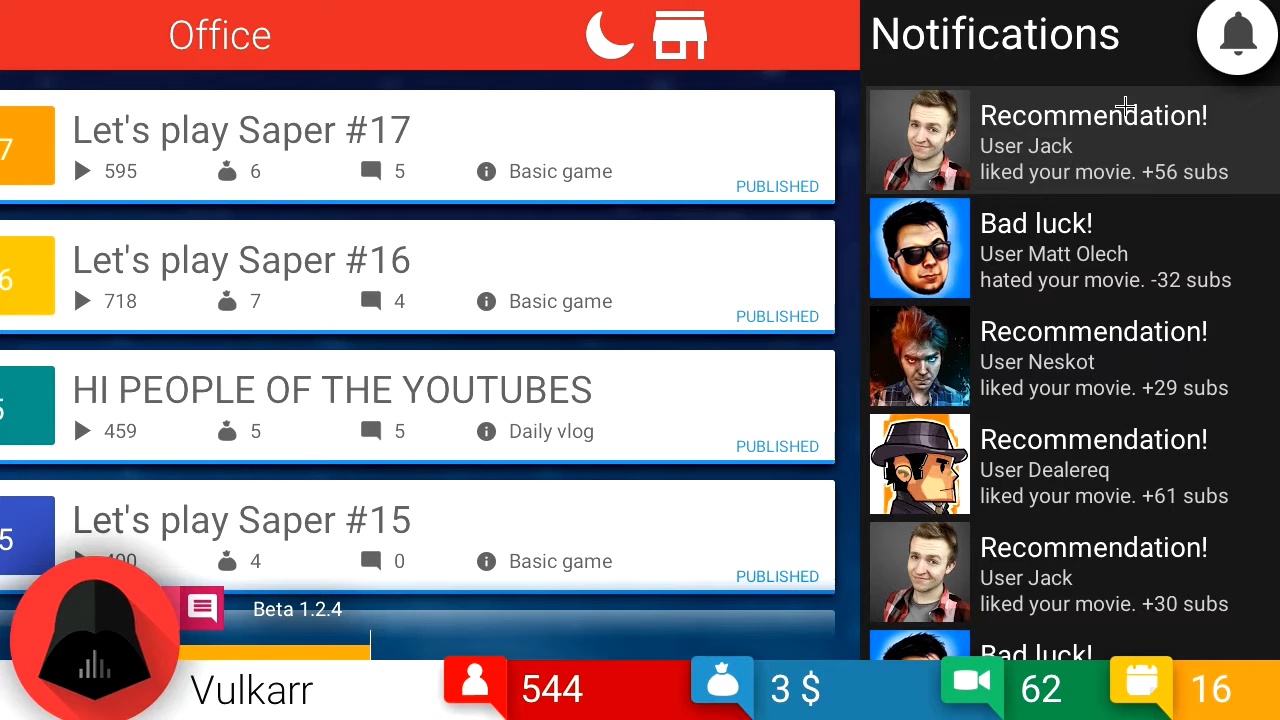 Office
Notifications
7
Let's play Saper #17
595 6 5 Basic game
PUBLISHED
6
Let's play Saper #16
718 7 4 Basic game
PUBLISHED
5
HI PEOPLE OF THE YOUTUBES
459 5 5 Daily vlog
PUBLISHED
5
Let's play Saper #15
4 0 Basic game
PUBLISHED
Beta 1.2.4
Recommendation!
User Jack
liked your movie. +56 subs
Bad luck!
User Matt Olech
hated your movie. -32 subs
Recommendation!
User Neskot
liked your movie. +29 subs
Recommendation!
User Dealereq
liked your movie. +61 subs
Recommendation!
User Jack
liked your movie. +30 subs
Bad luck!
Vulkarr
544
3 $
62
16